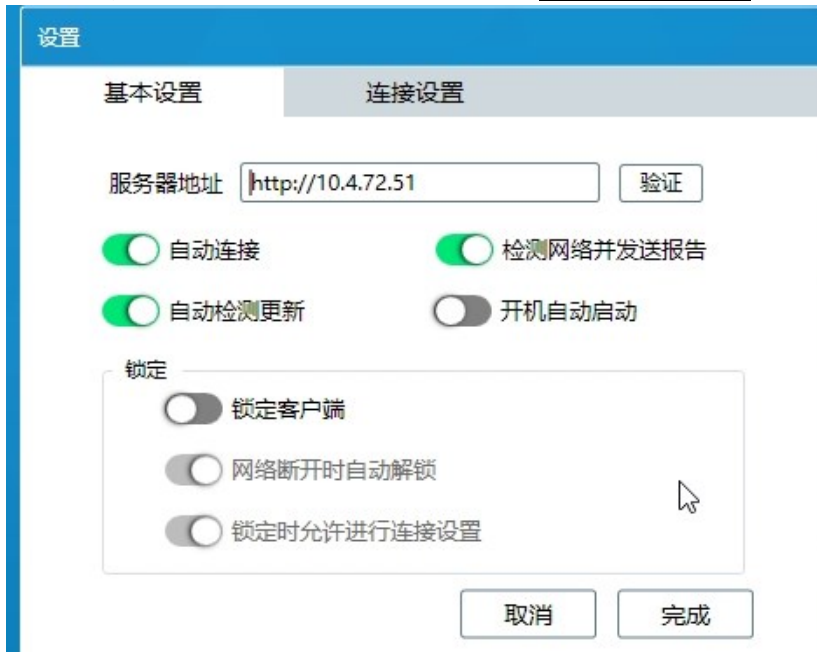 设置
基本设置 连接设置
服务器地址 http://10.4.72.51 验证
自动连接 检测网络并发送报告
自动检测更新 开机自动启动
锁定
锁定客户端
网络断开时自动解锁
锁定时允许进行连接设置
取消 完成